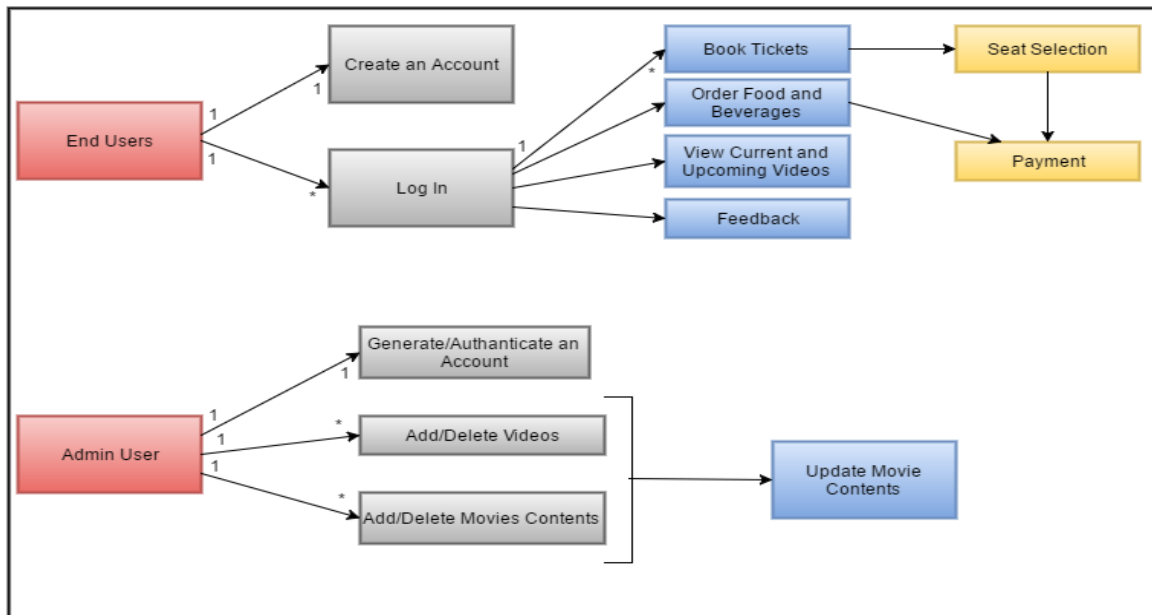 End Users
1
1
Create an Account
1
Log In
*
1
Book Tickets
*
Order Food and
Beverages
View Current and
Upcoming Videos
Feedback
Seat Selection
Payment
Admin User
1
1
1
Generate/Authanticate an
Account
1
Add/Delete Videos
*
Add/Delete Movies Contents
*
Update Movie
Contents